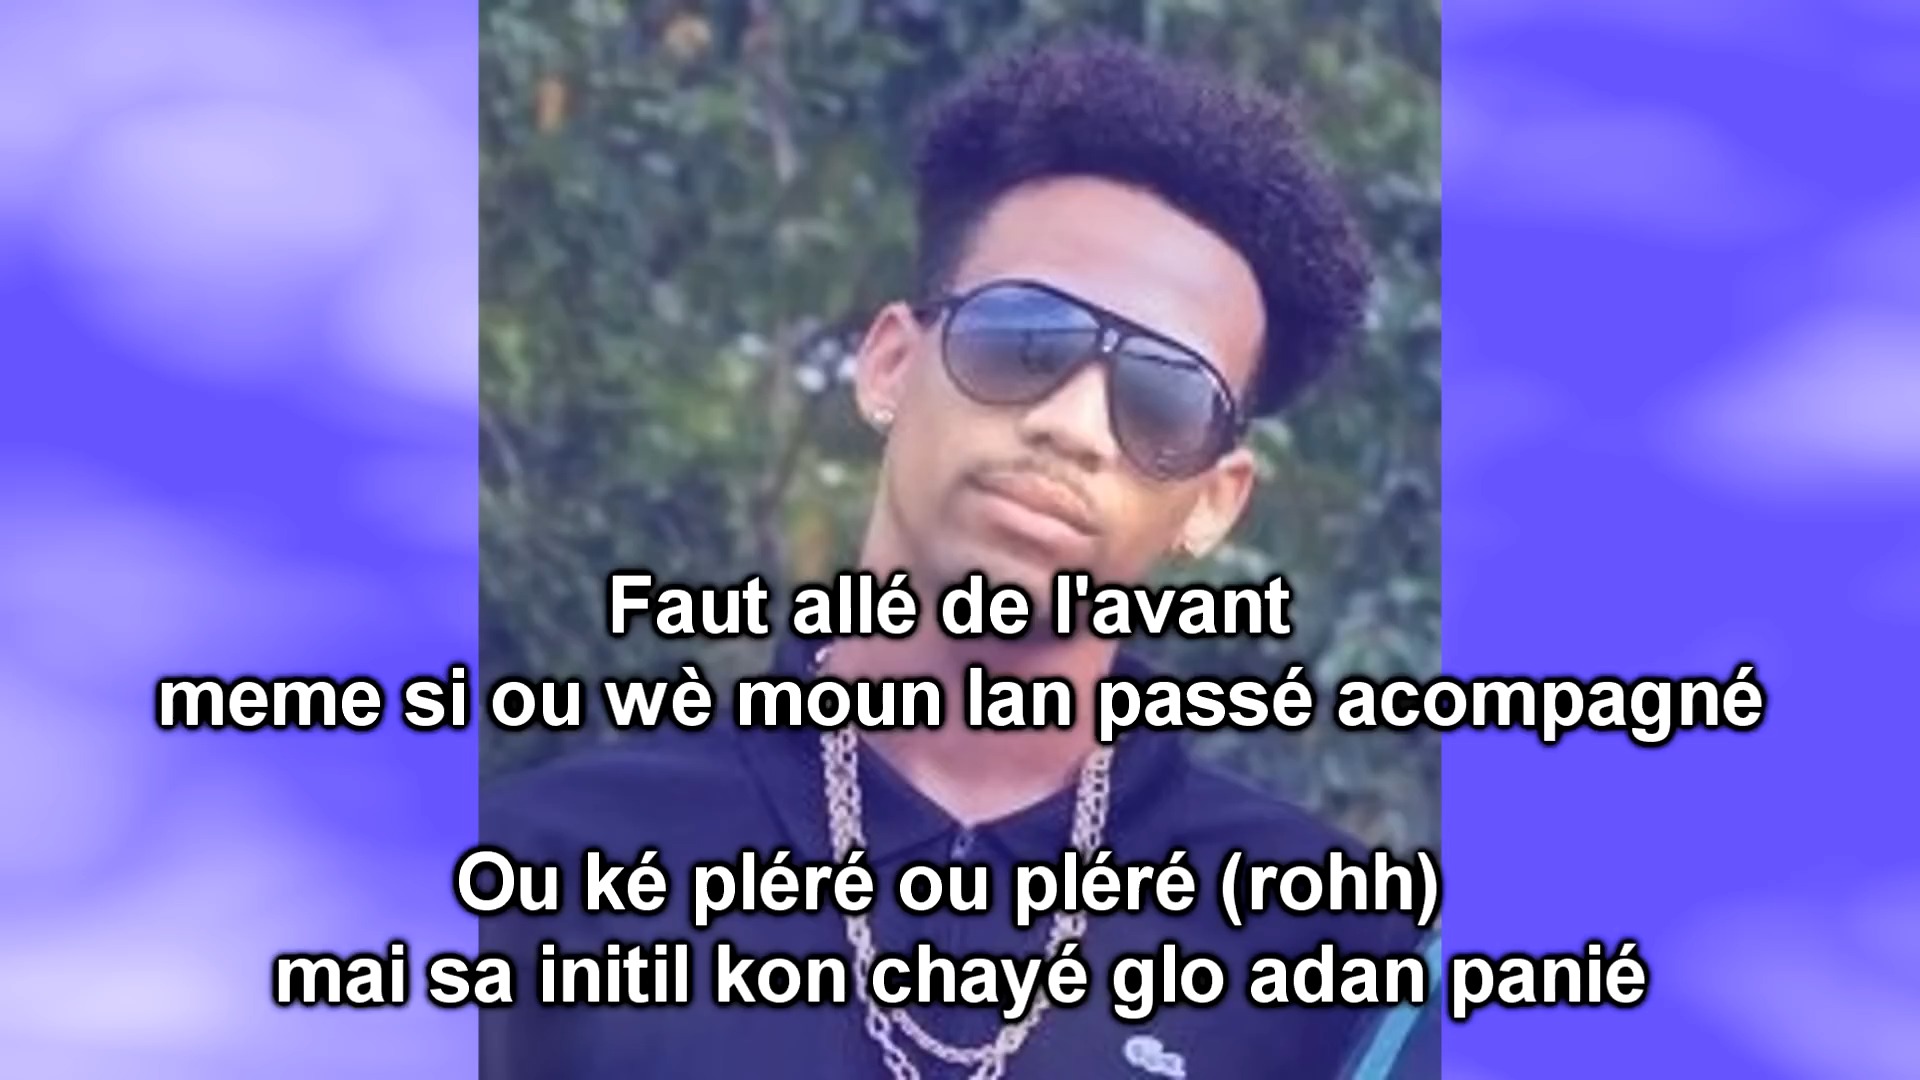 Faut allé de l'avant
meme si ou wè moun lan passé acompagné
Ou ké pléré ou pléré (rohh)
mai sa initil kon chayé glo adan panié